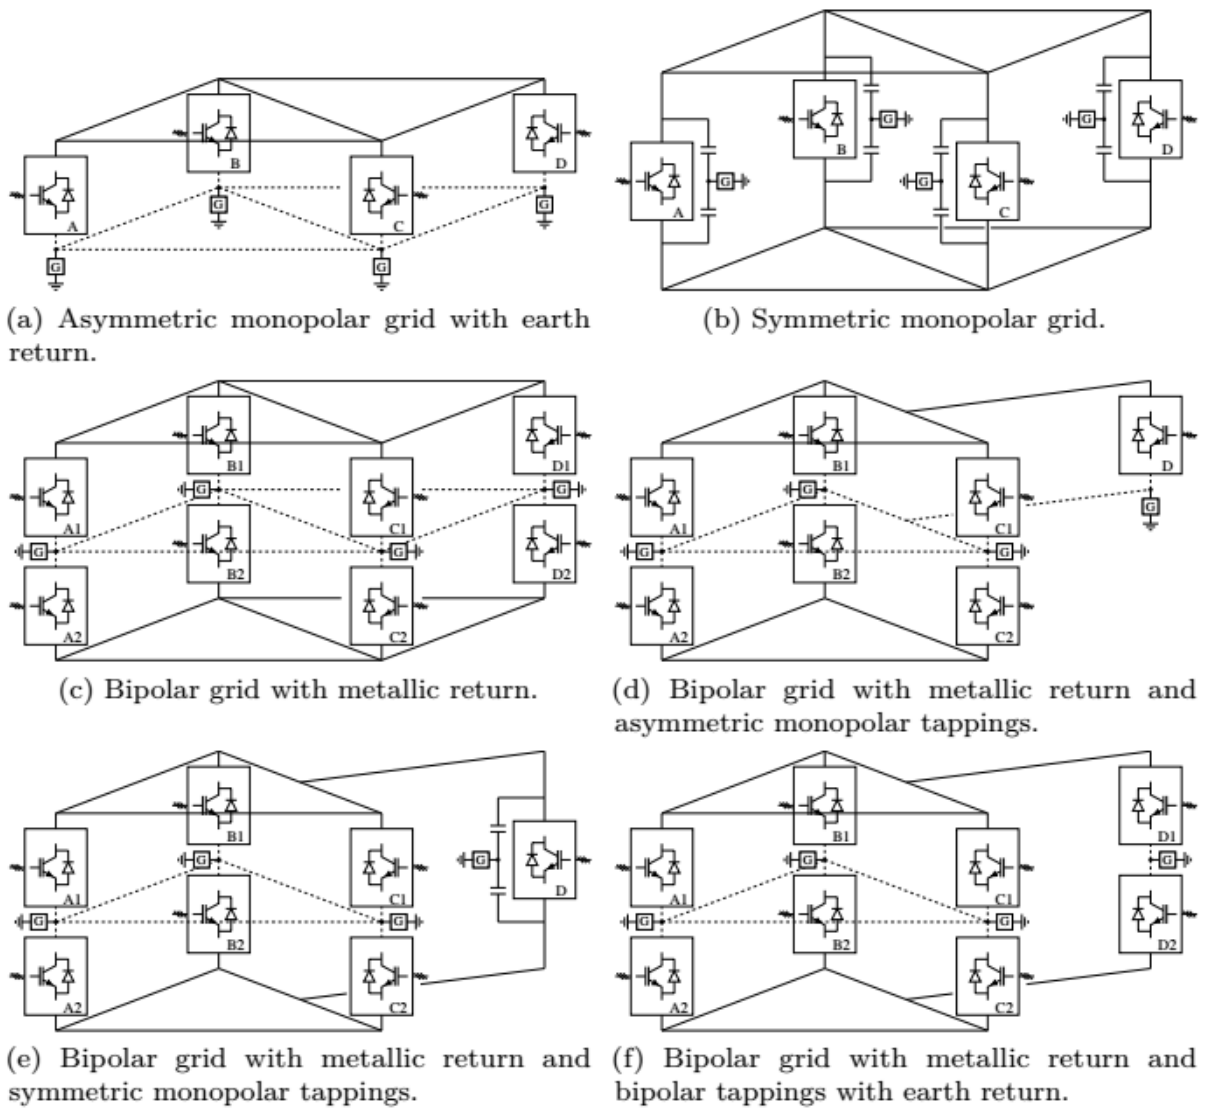 B
D
G
G
A
C
G
G
B
G
G
D
A
G
G
C
(a) Asymmetric monopolar grid with earth
return.
(b) Symmetric monopolar grid.
B1
D1
G
G
A1
C1
G
G
B2
D2
A2
C2
B1
D
G
G
A1
C1
G
G
B2
A2
C2
(c) Bipolar grid with metallic return.
(d) Bipolar grid with metallic return and
asymmetric monopolar tappings.
B1
G
G
D
A1
C1
G
G
B2
A2
C2
B1
D1
G
G
A1
C1
G
G
B2
D2
A2
C2
(e) Bipolar grid with metallic return and
symmetric monopolar tappings.
(f) Bipolar grid with metallic return and
bipolar tappings with earth return.